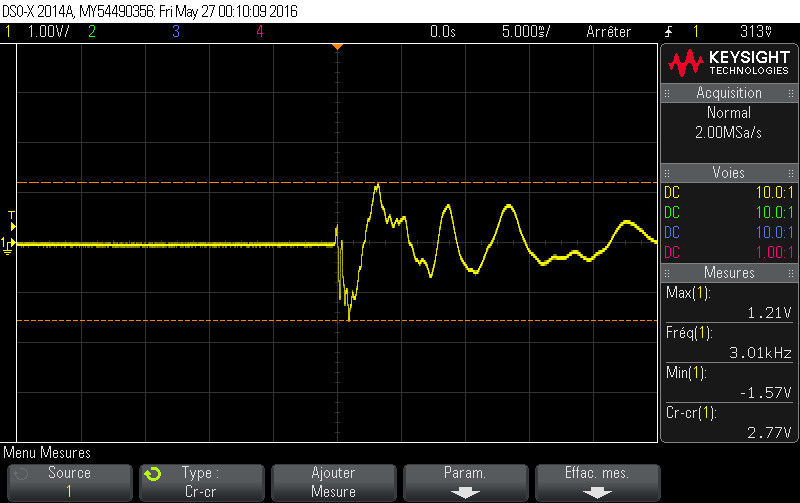 DSO-X 2014A, MY54490356: Fri May 27 00:10:09 2016
1 1.00V/ 2 3 4 0.0s 5.000ms/ Arrêter 1 313mV
KEYSIGHT
TECHNOLOGIES
Acquisition
Normal
2.00MSa/s
Voies
DC 10.0:1
DC 10.0:1
DC 10.0:1
DC 1.00:1
Mesures
Max(1):
1.21V
Fréq(1):
3.01kHz
Min(1):
-1.57V
Cr-cr(1):
2.77V
T
1
Menu Mesures
Source
1
Type :
Cr-cr
Ajouter
Mesure
Param.
Effac. mes.